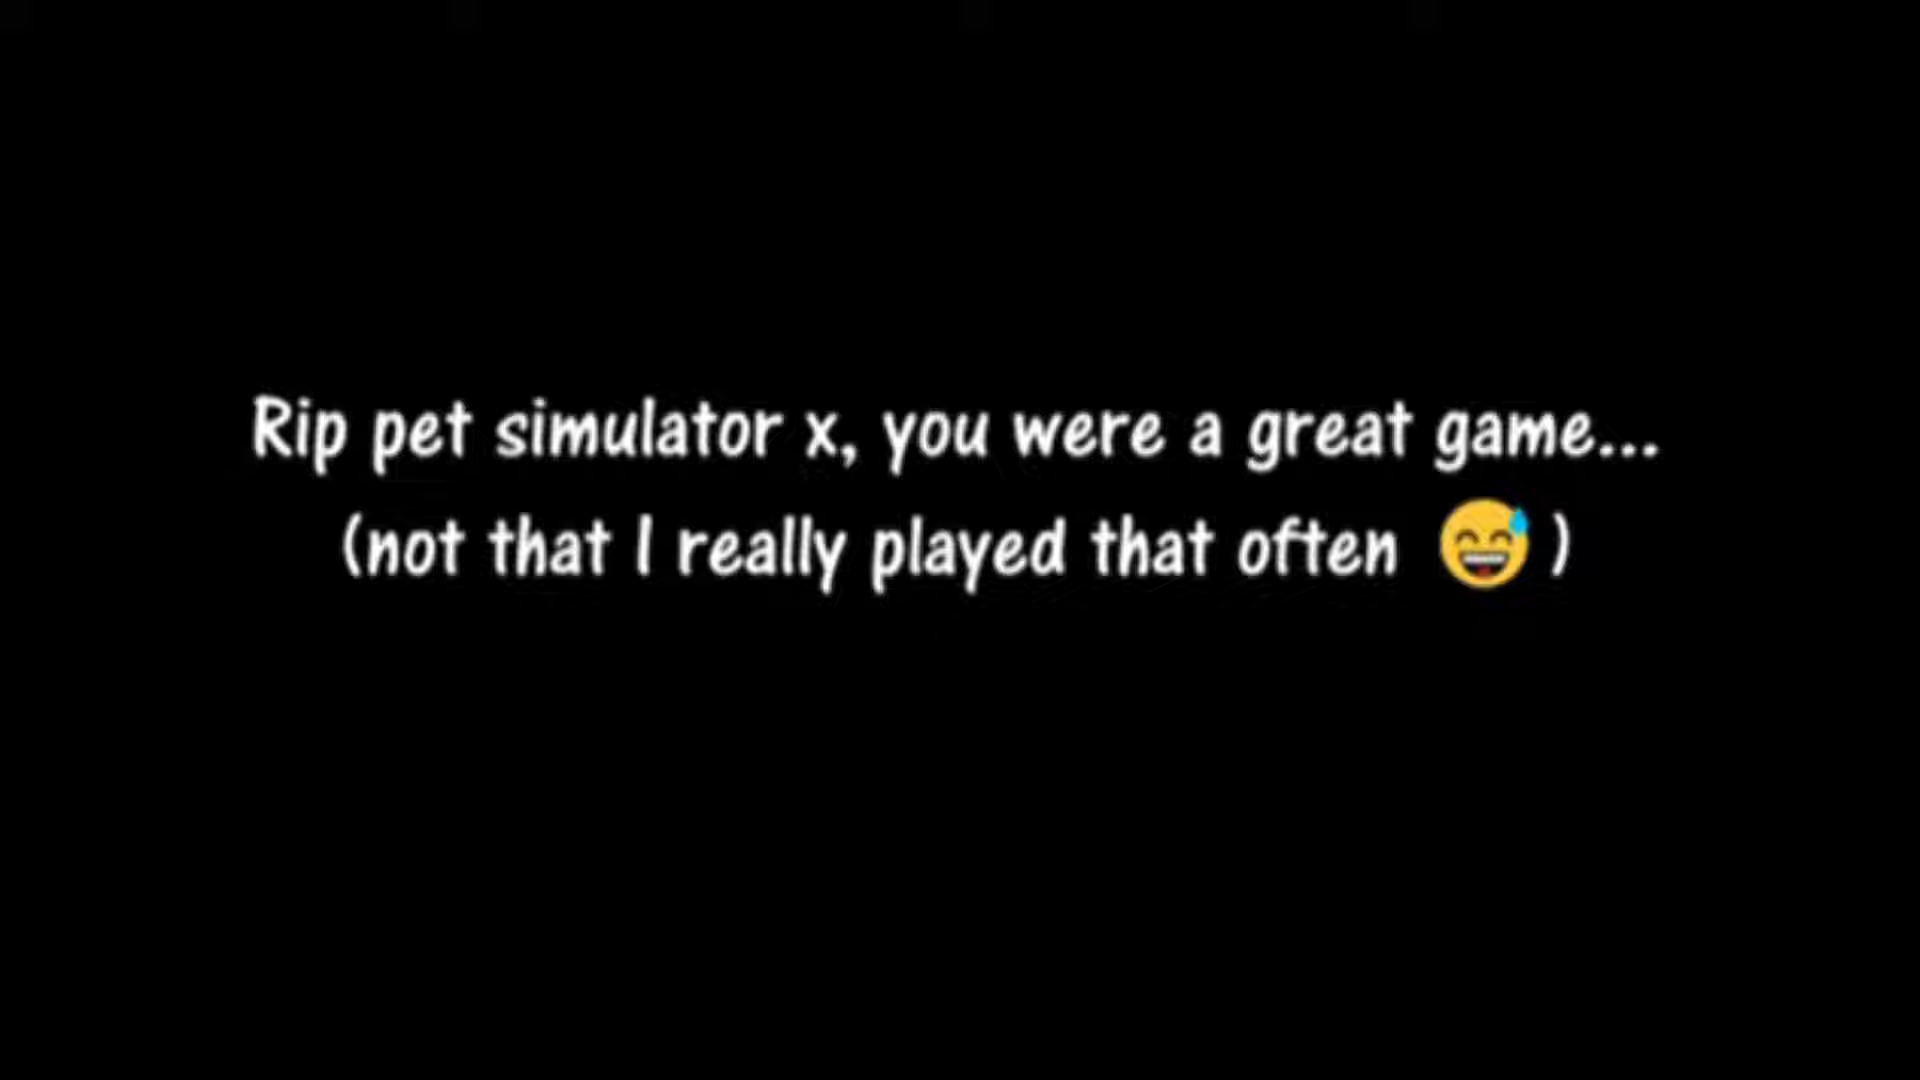 Rip pet simulator x, you were a great game...
(not that I really played that often 😅 )